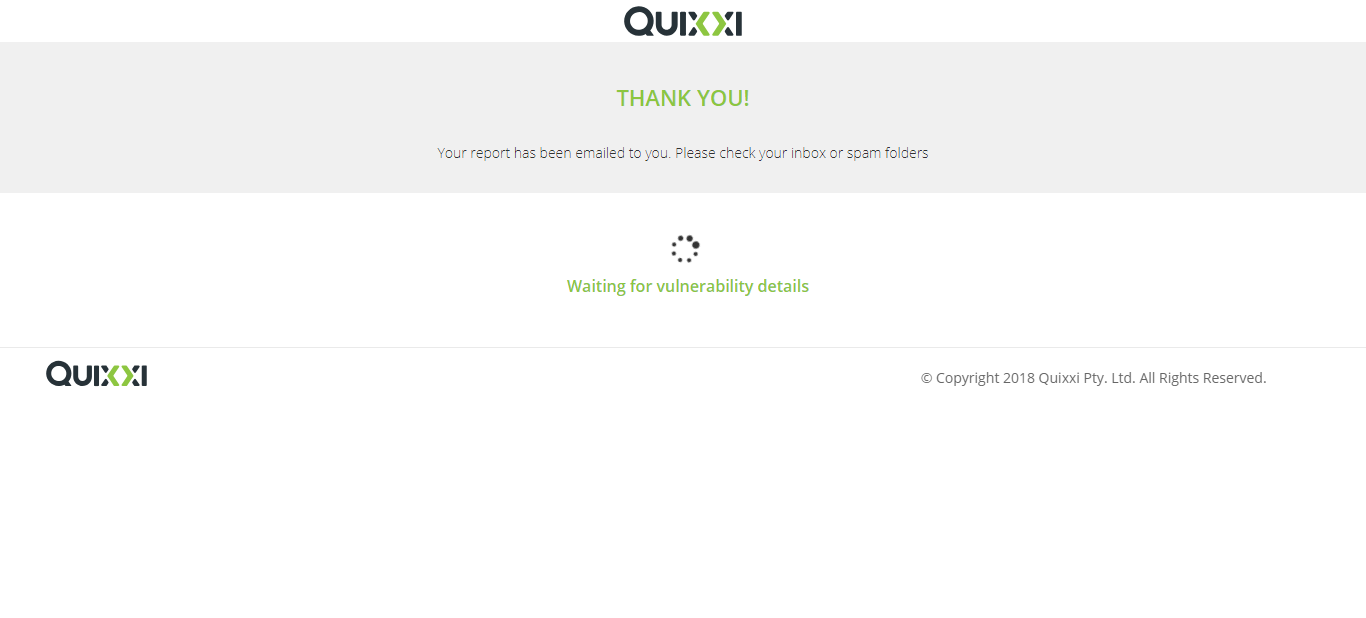 QUIXXI
THANK YOU!
Your report has been emailed to you. Please check your inbox or spam folders
Waiting for vulnerability details
QUIXXI
© Copyright 2018 Quixxi Pty. Ltd. All Rights Reserved.